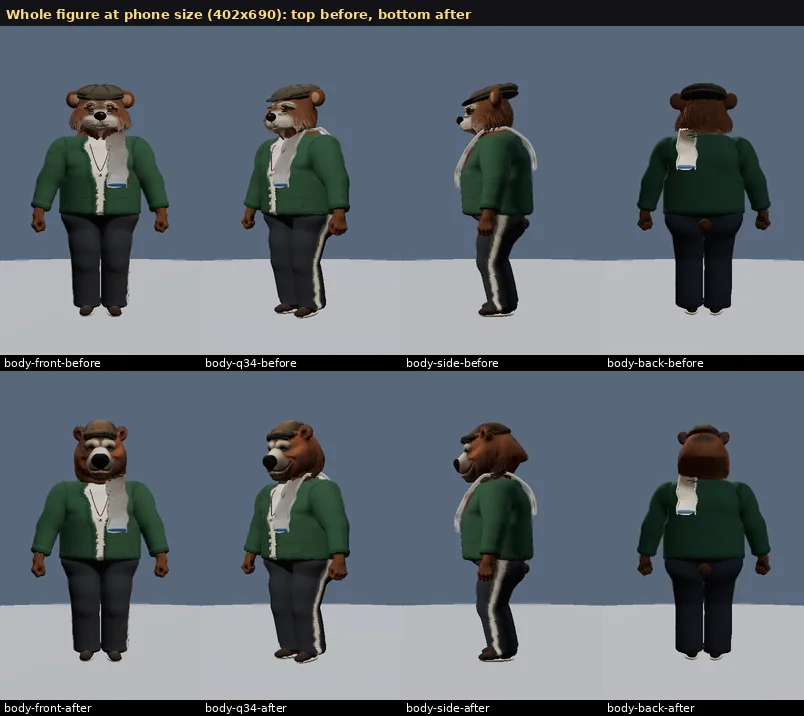 Whole figure at phone size (402x690): top before, bottom after
body-front-before
body-q34-before
body-side-before
body-back-before
body-front-after
body-q34-after
body-side-after
body-back-after